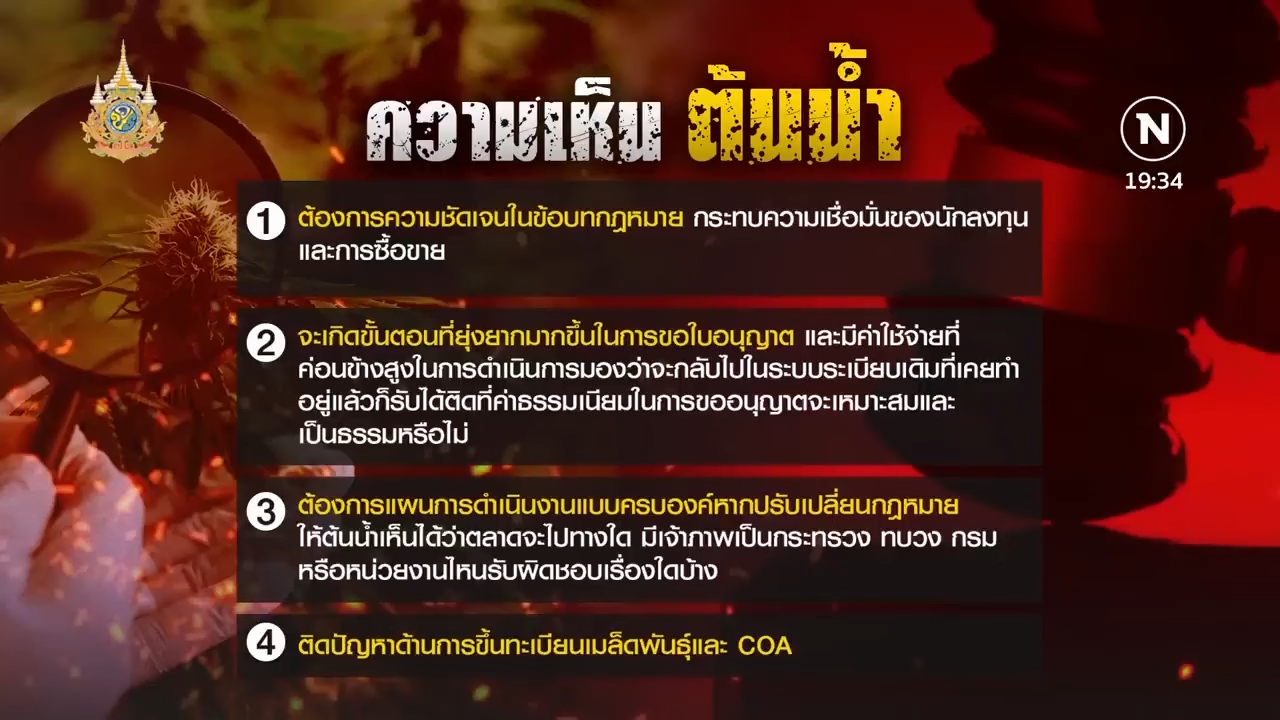 ความเห็น ต้นน้ำ
N
19:34
1 ต้องการความชัดเจนในข้อบทกฎหมาย กระทบความเชื่อมั่นของนักลงทุน
และการซื้อขาย
2 จะเกิดขั้นตอนที่ยุ่งยากมากขึ้นในการขอใบอนุญาต และมีค่าใช้จ่ายที่
ค่อนข้างสูงในการดำเนินการมองว่าจะกลับไปในระบบระเบียบเดิมที่เคยทำ
อยู่แล้วก็รับได้ติดที่ค่าธรรมเนียมในการขออนุญาตจะเหมาะสมและ
เป็นธรรมหรือไม่
3 ต้องการแผนการดำเนินงานแบบครบองค์หากปรับเปลี่ยนกฎหมาย
ให้ต้นน้ำเห็นได้ว่าตลาดจะไปทางใด มีเจ้าภาพเป็นกระทรวง ทบวง กรม
หรือหน่วยงานไหนรับผิดชอบเรื่องใดบ้าง
4 ติดปัญหาด้านการขึ้นทะเบียนเมล็ดพันธุ์และ COA